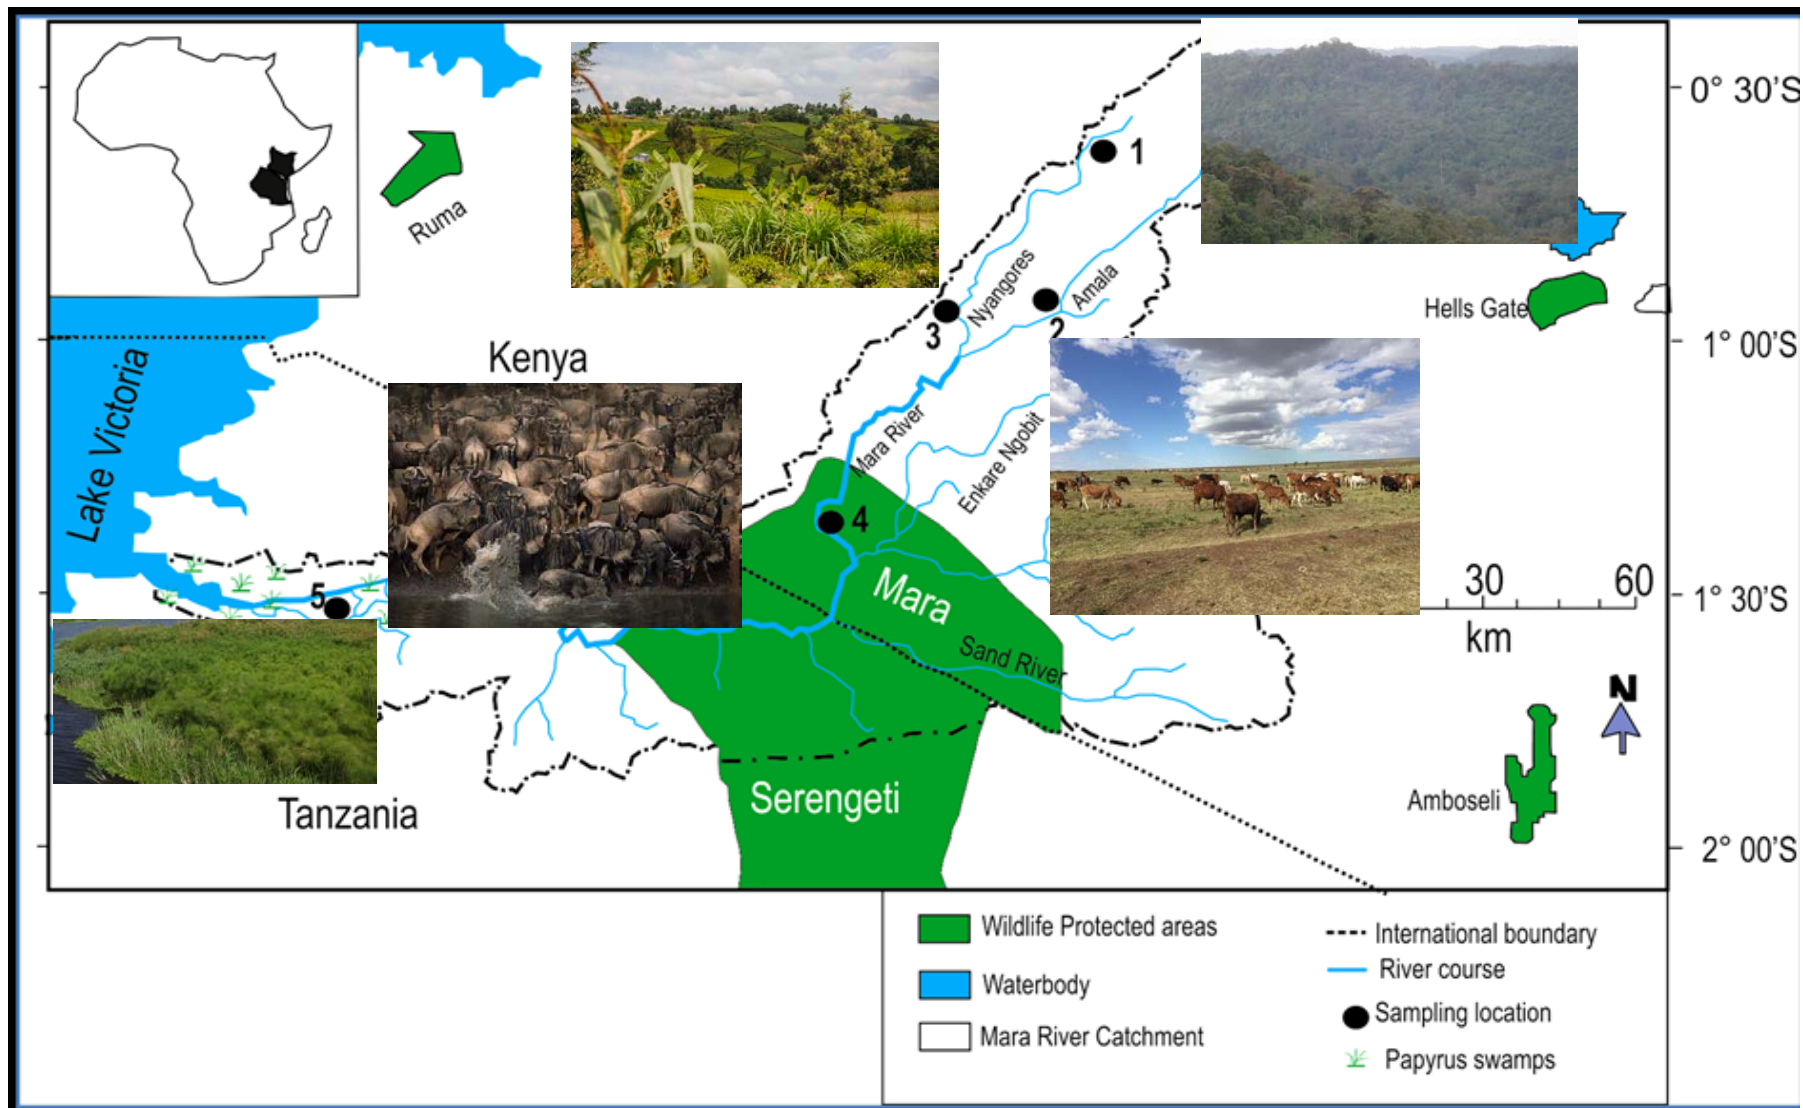 0° 30'S
1
Ruma
Nyangores
Amala
Hells Gate
3
2
1° 00'S
Kenya
Lake Victoria
Mara River
Enkare Ngobit
4
30
60
km
5
Mara
1° 30'S
Sand River
N
Serengeti
Amboseli
Tanzania
2° 00'S
Wildlife Protected areas
International boundary
River course
Waterbody
Sampling location
Mara River Catchment
Papyrus swamps